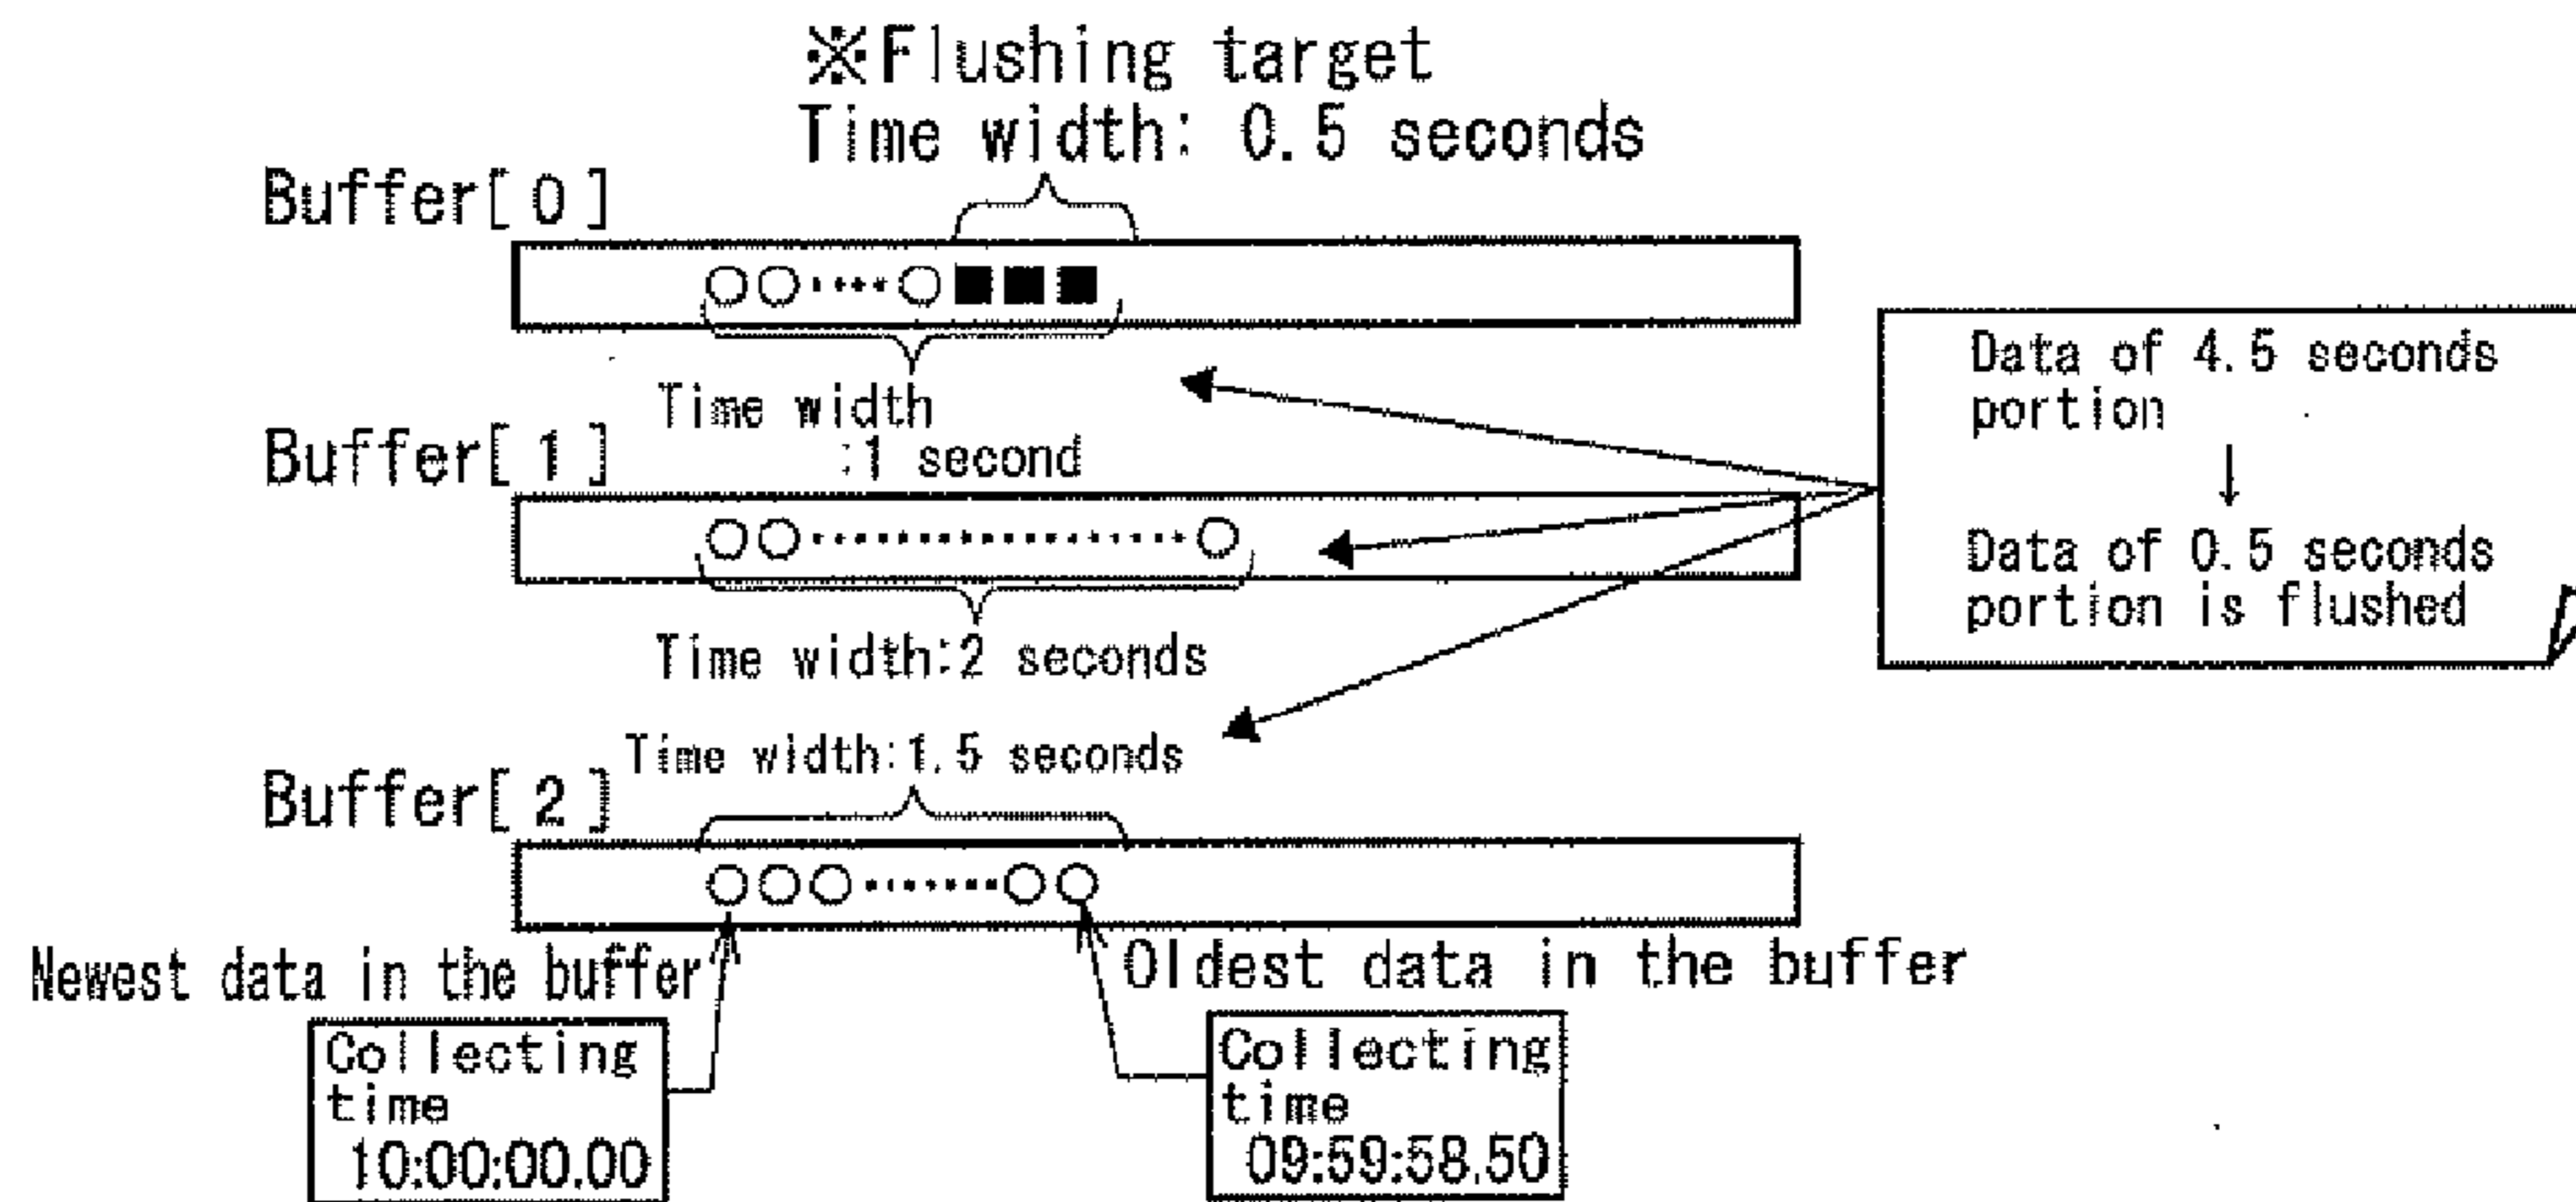 ※Flushing target
Time width: 0.5 seconds
Buffer[0]
Time width
:1 second
Buffer[1]
Time width:2 seconds
Data of 4.5 seconds
portion
↓
Data of 0.5 seconds
portion is flushed
Time width:1.5 seconds
Buffer[2]
Newest data in the buffer
Oldest data in the buffer
Collecting
time
10:00:00.00
Collecting
time
09:59:58.50